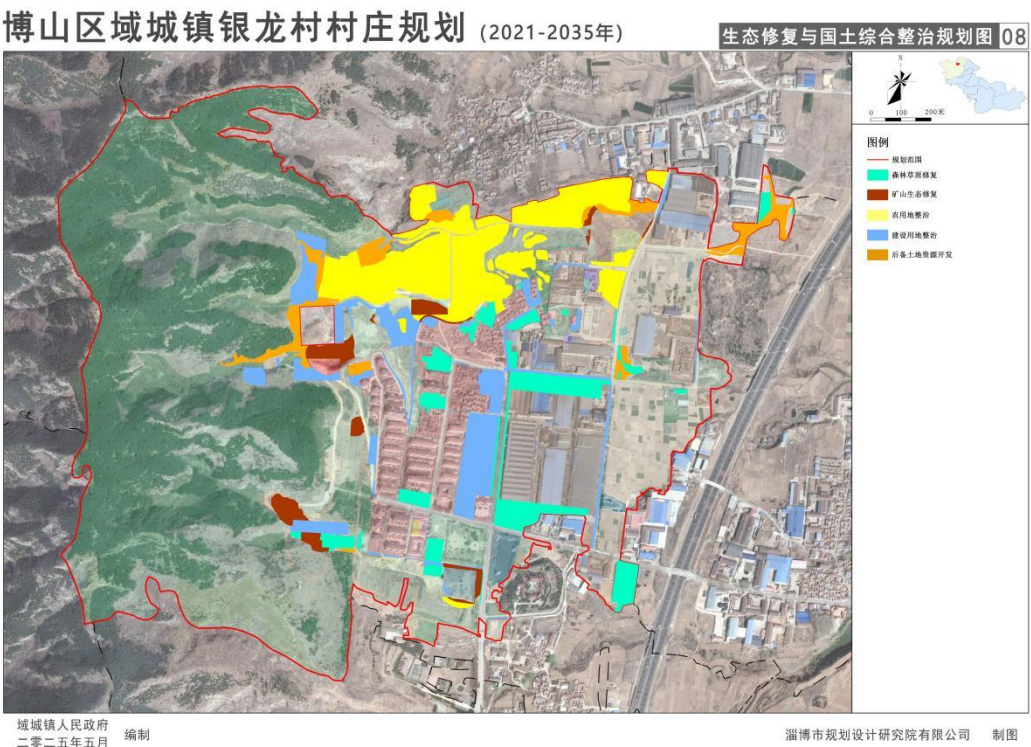 博山区域城镇银龙村村庄规划 (2021-2035年)
生态修复与国土综合整治规划图 08
N
0 100 200米
图例
规划范围
森林草原修复
矿山生态修复
农用地整治
建设用地整治
后备土地资源开发
域城镇人民政府
二零二五年五月
编制
淄博市规划设计研究院有限公司 制图